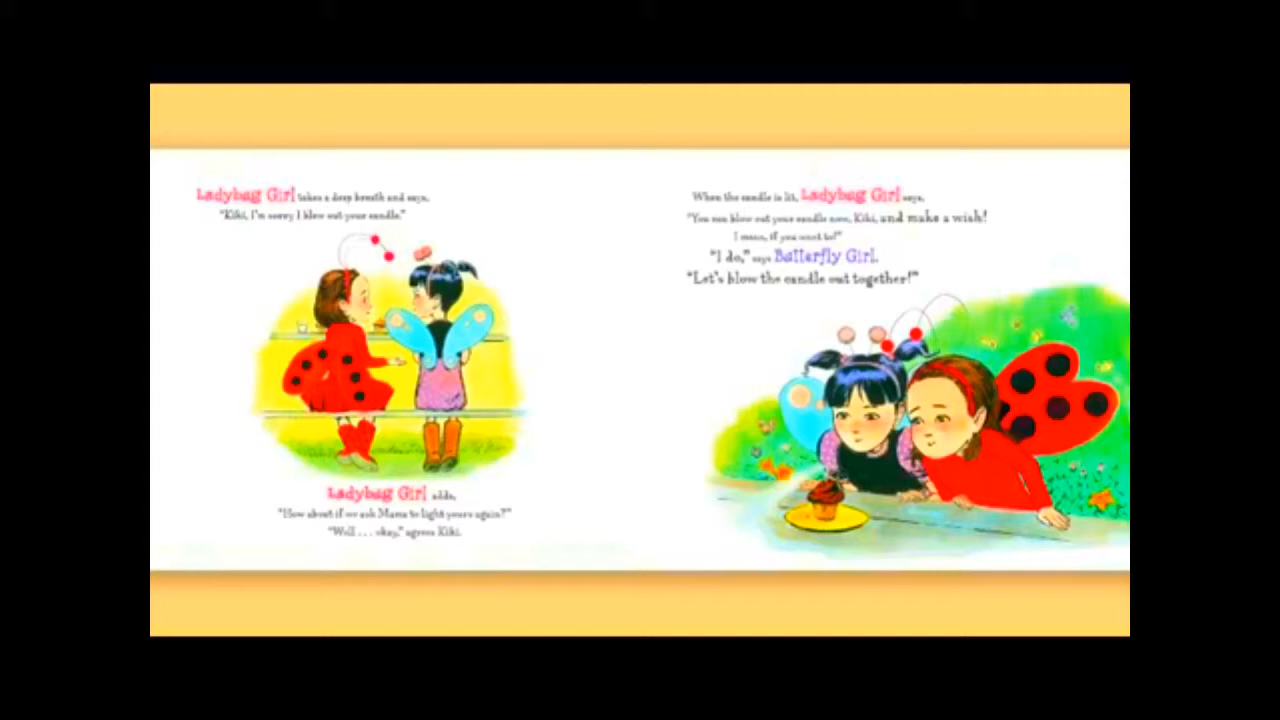 Ladybug Girl takes a deep breath and says,
"Kiki, I'm sorry I blew out your candle."
Ladybug Girl adds,
"How about if we ask Mama to light yours again?"
"Well . . . okay," agrees Kiki.
When the candle is lit, Ladybug Girl says,
"You can blow out your candle now, Kiki, and make a wish!
I mean, if you want to!"
"I do," says Butterfly Girl.
"Let's blow the candle out together!"